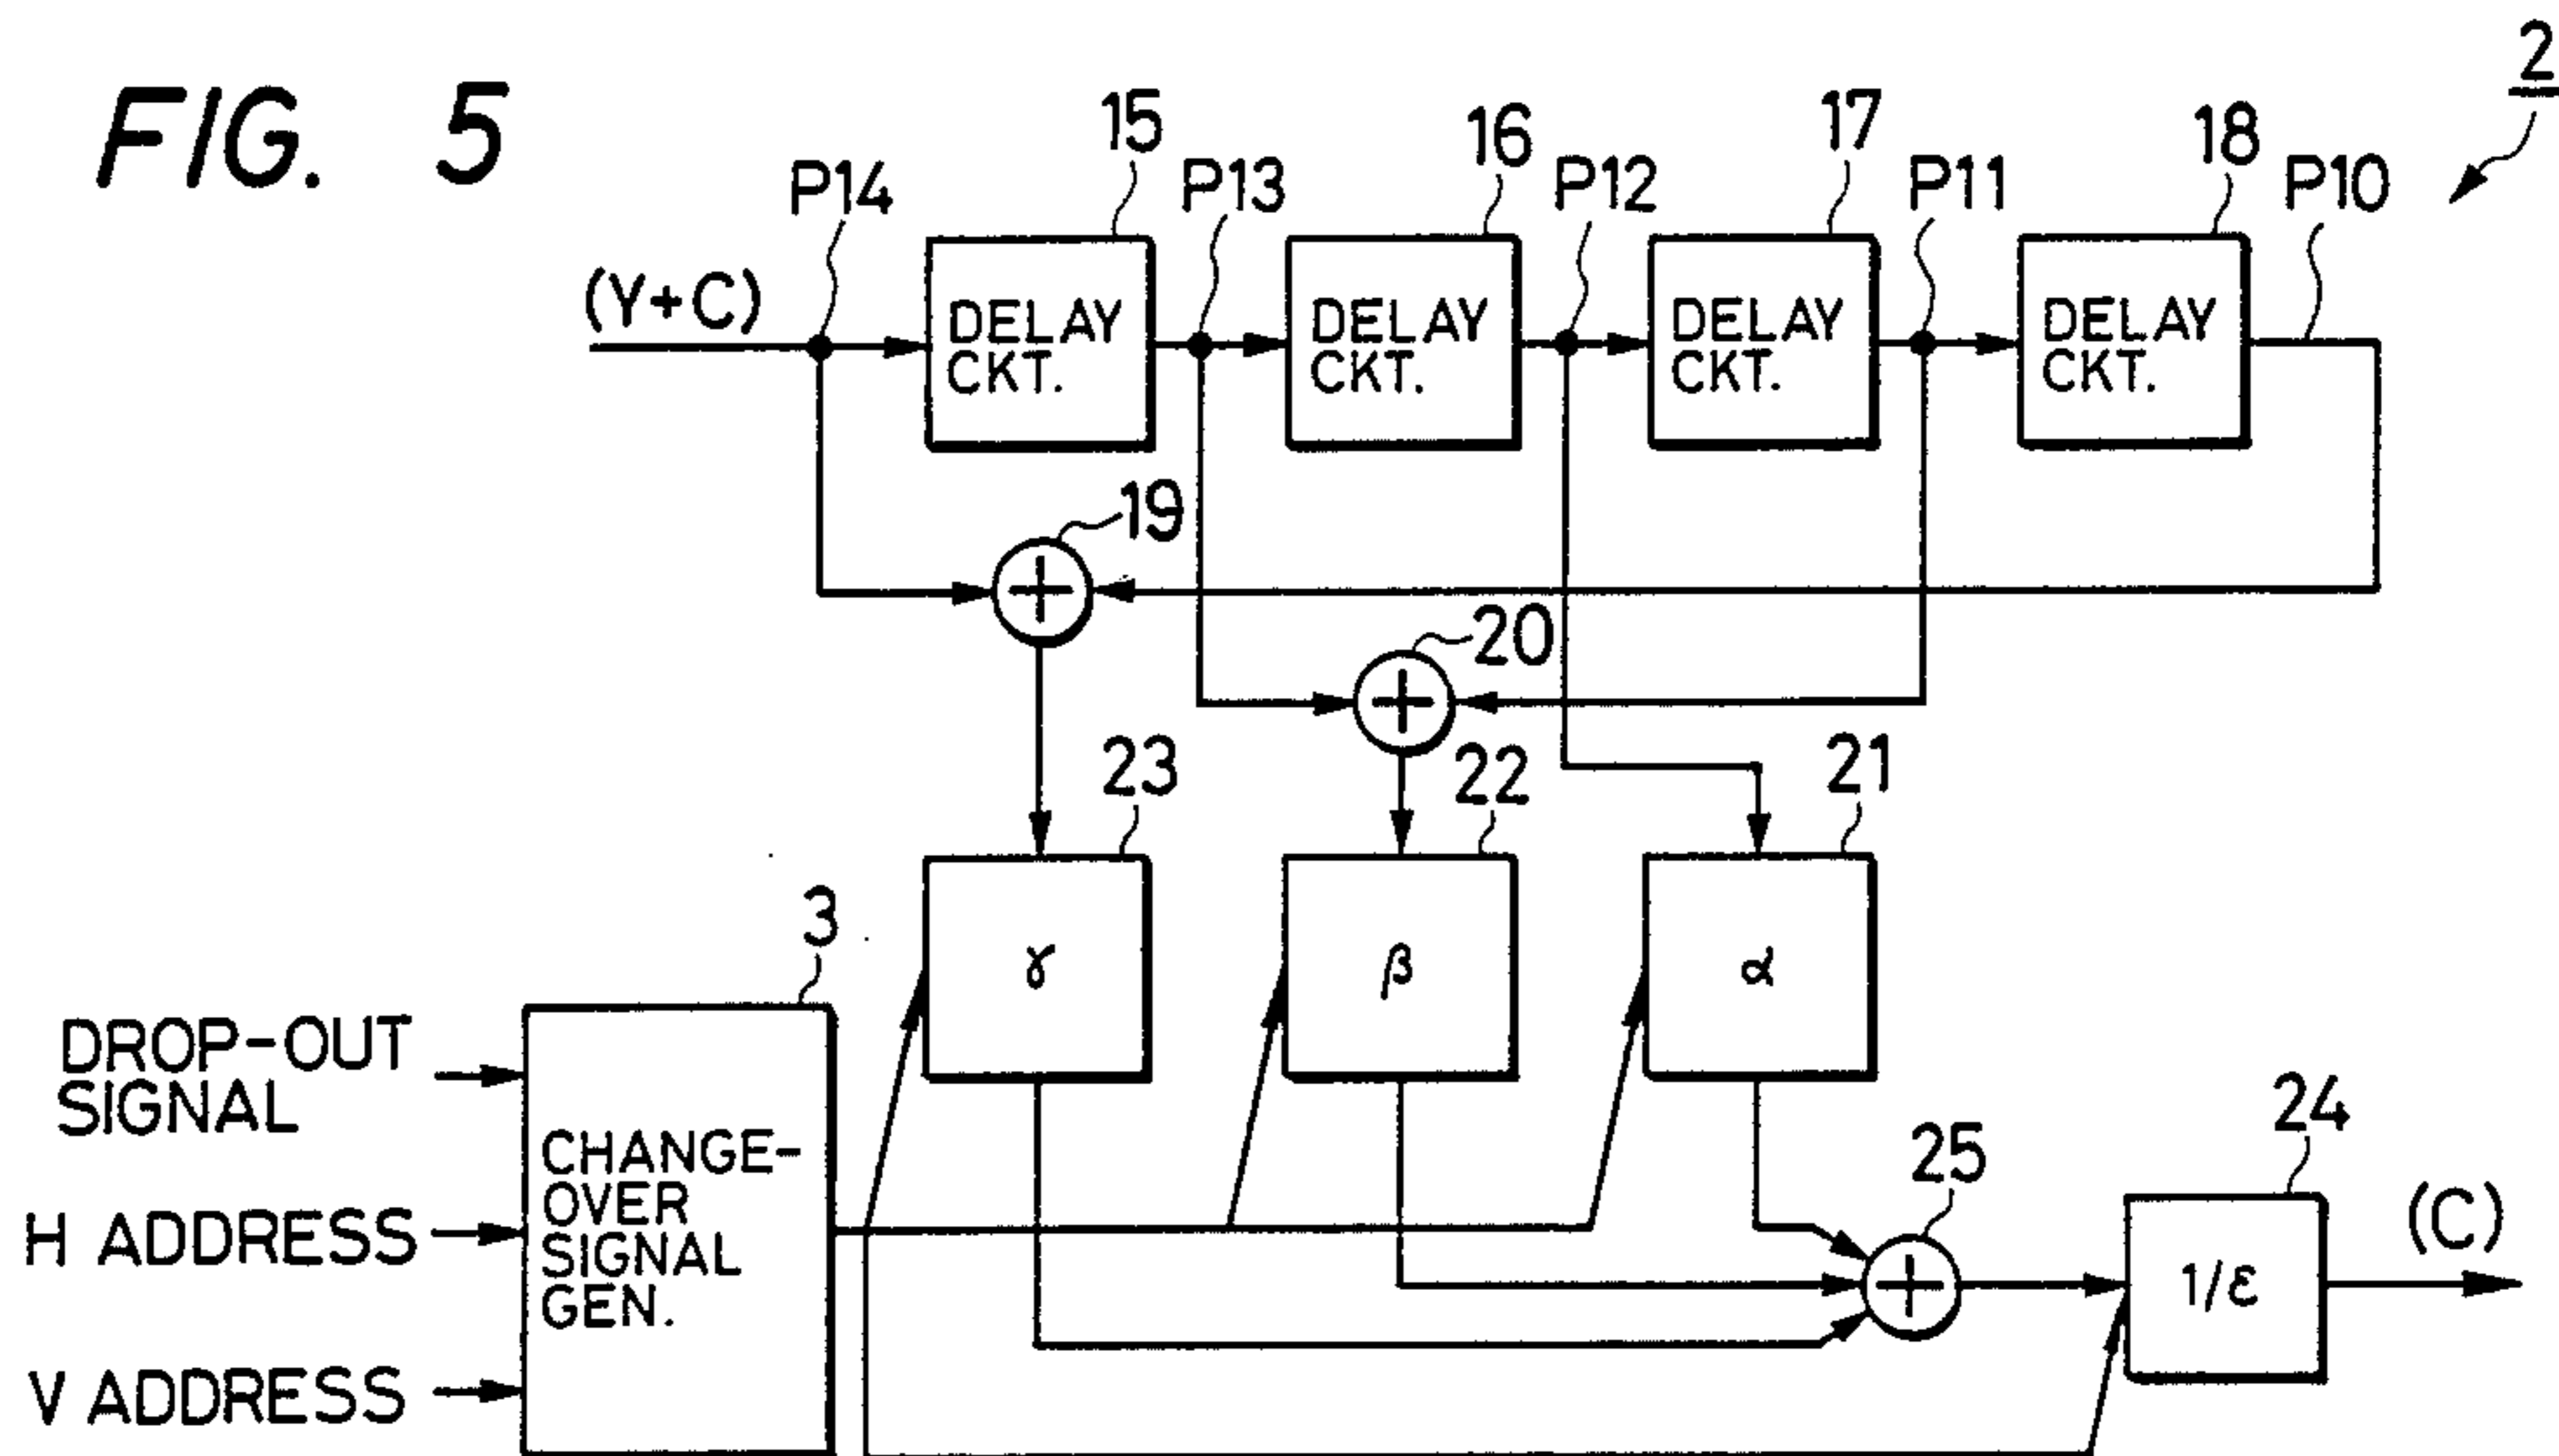 FIG. 5
2
15
16
17
18
P14
P13
P12
P11
P10
(Y+C)
DELAY
CKT.
DELAY
CKT.
DELAY
CKT.
DELAY
CKT.
19
20
23
22
21
γ
β
α
3
DROP-OUT
SIGNAL
H ADDRESS
V ADDRESS
CHANGE-
OVER
SIGNAL
GEN.
25
24
1/ε
(C)